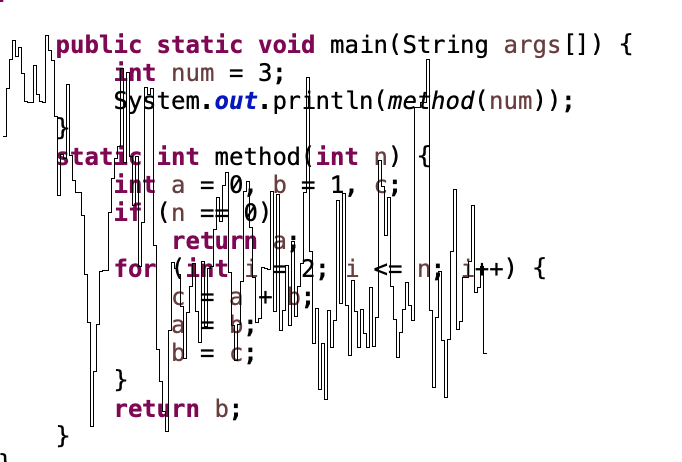 public static void main(String args[]) {
int num = 3;
System.out.println(method(num));
}
static int method(int n) {
int a = 0, b = 1, c;
if (n == 0)
return a;
for (int i = 2; i <= n; i++) {
c = a + b;
a = b;
b = c;
}
return b;
}
}